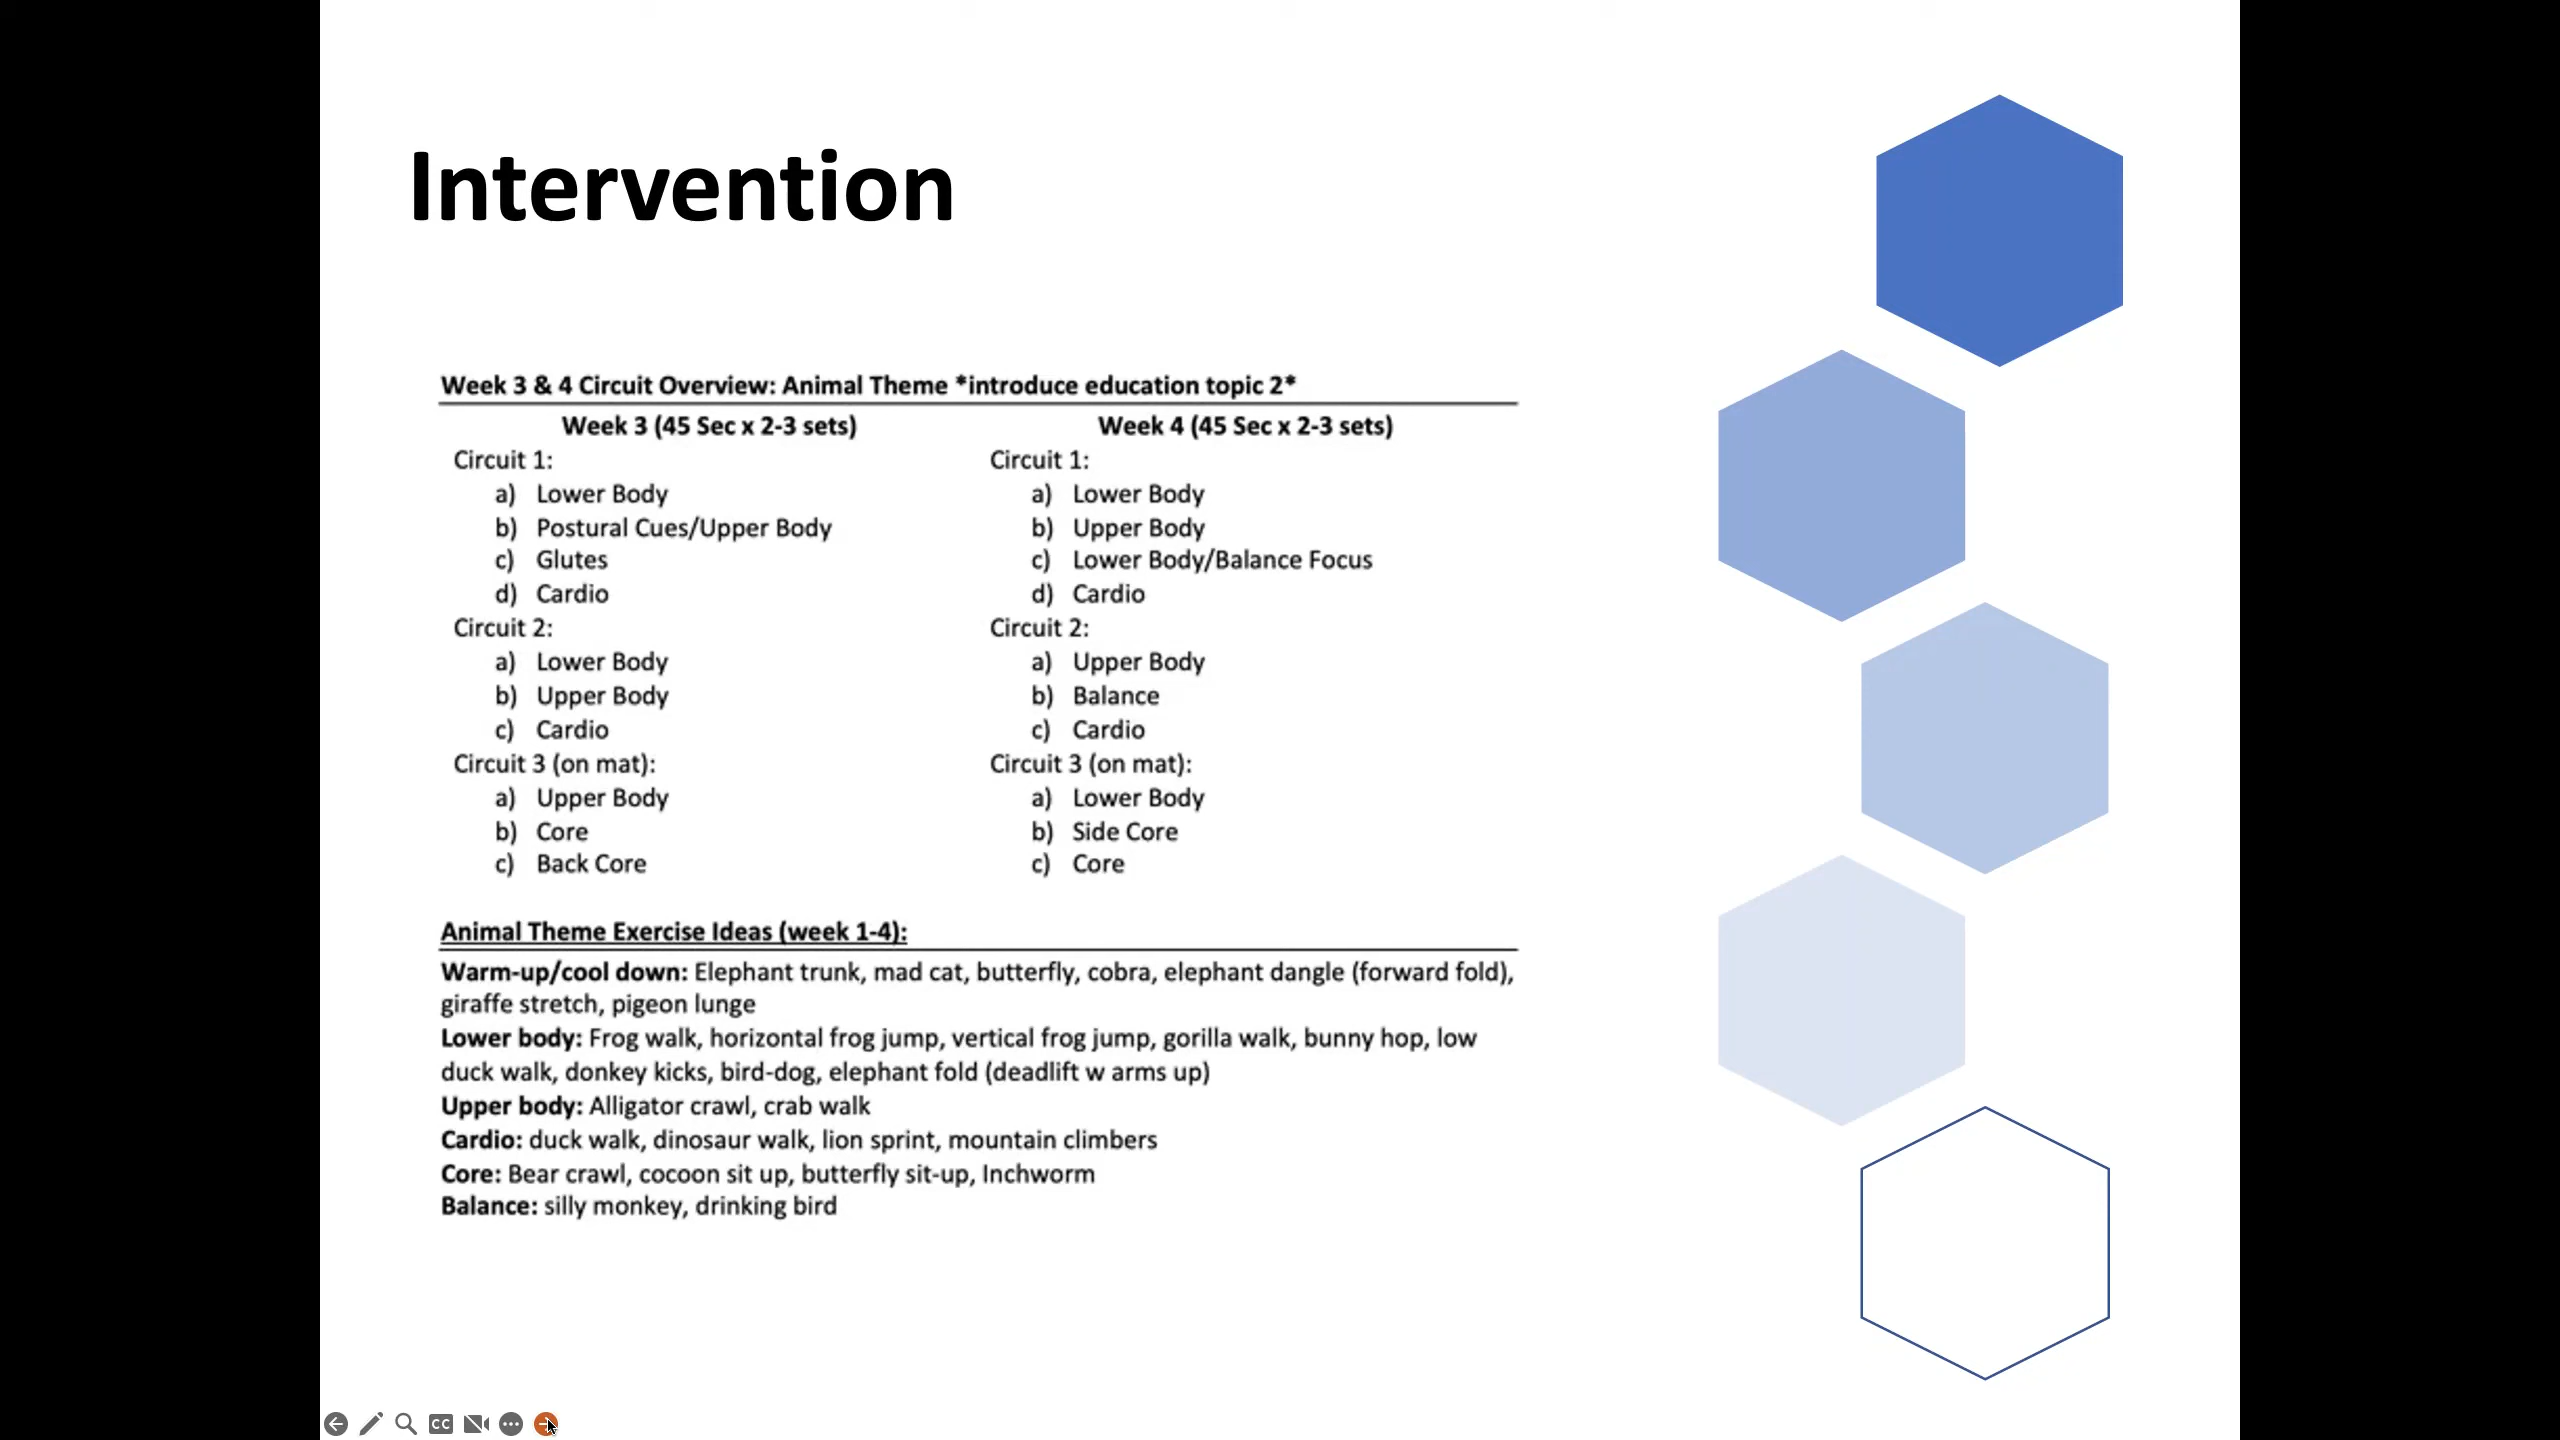 Intervention
Week 3 & 4 Circuit Overview: Animal Theme *introduce education topic 2*
Week 3 (45 Sec x 2-3 sets)
Circuit 1:
a) Lower Body
b) Postural Cues/Upper Body
c) Glutes
d) Cardio
Circuit 2:
a) Lower Body
b) Upper Body
c) Cardio
Circuit 3 (on mat):
a) Upper Body
b) Core
c) Back Core
Week 4 (45 Sec x 2-3 sets)
Circuit 1:
a) Lower Body
b) Upper Body
c) Lower Body/Balance Focus
d) Cardio
Circuit 2:
a) Upper Body
b) Balance
c) Cardio
Circuit 3 (on mat):
a) Lower Body
b) Side Core
c) Core
Animal Theme Exercise Ideas (week 1-4):
Warm-up/cool down: Elephant trunk, mad cat, butterfly, cobra, elephant dangle (forward fold),
giraffe stretch, pigeon lunge
Lower body: Frog walk, horizontal frog jump, vertical frog jump, gorilla walk, bunny hop, low
duck walk, donkey kicks, bird-dog, elephant fold (deadlift w arms up)
Upper body: Alligator crawl, crab walk
Cardio: duck walk, dinosaur walk, lion sprint, mountain climbers
Core: Bear crawl, cocoon sit up, butterfly sit-up, Inchworm
Balance: silly monkey, drinking bird
CC